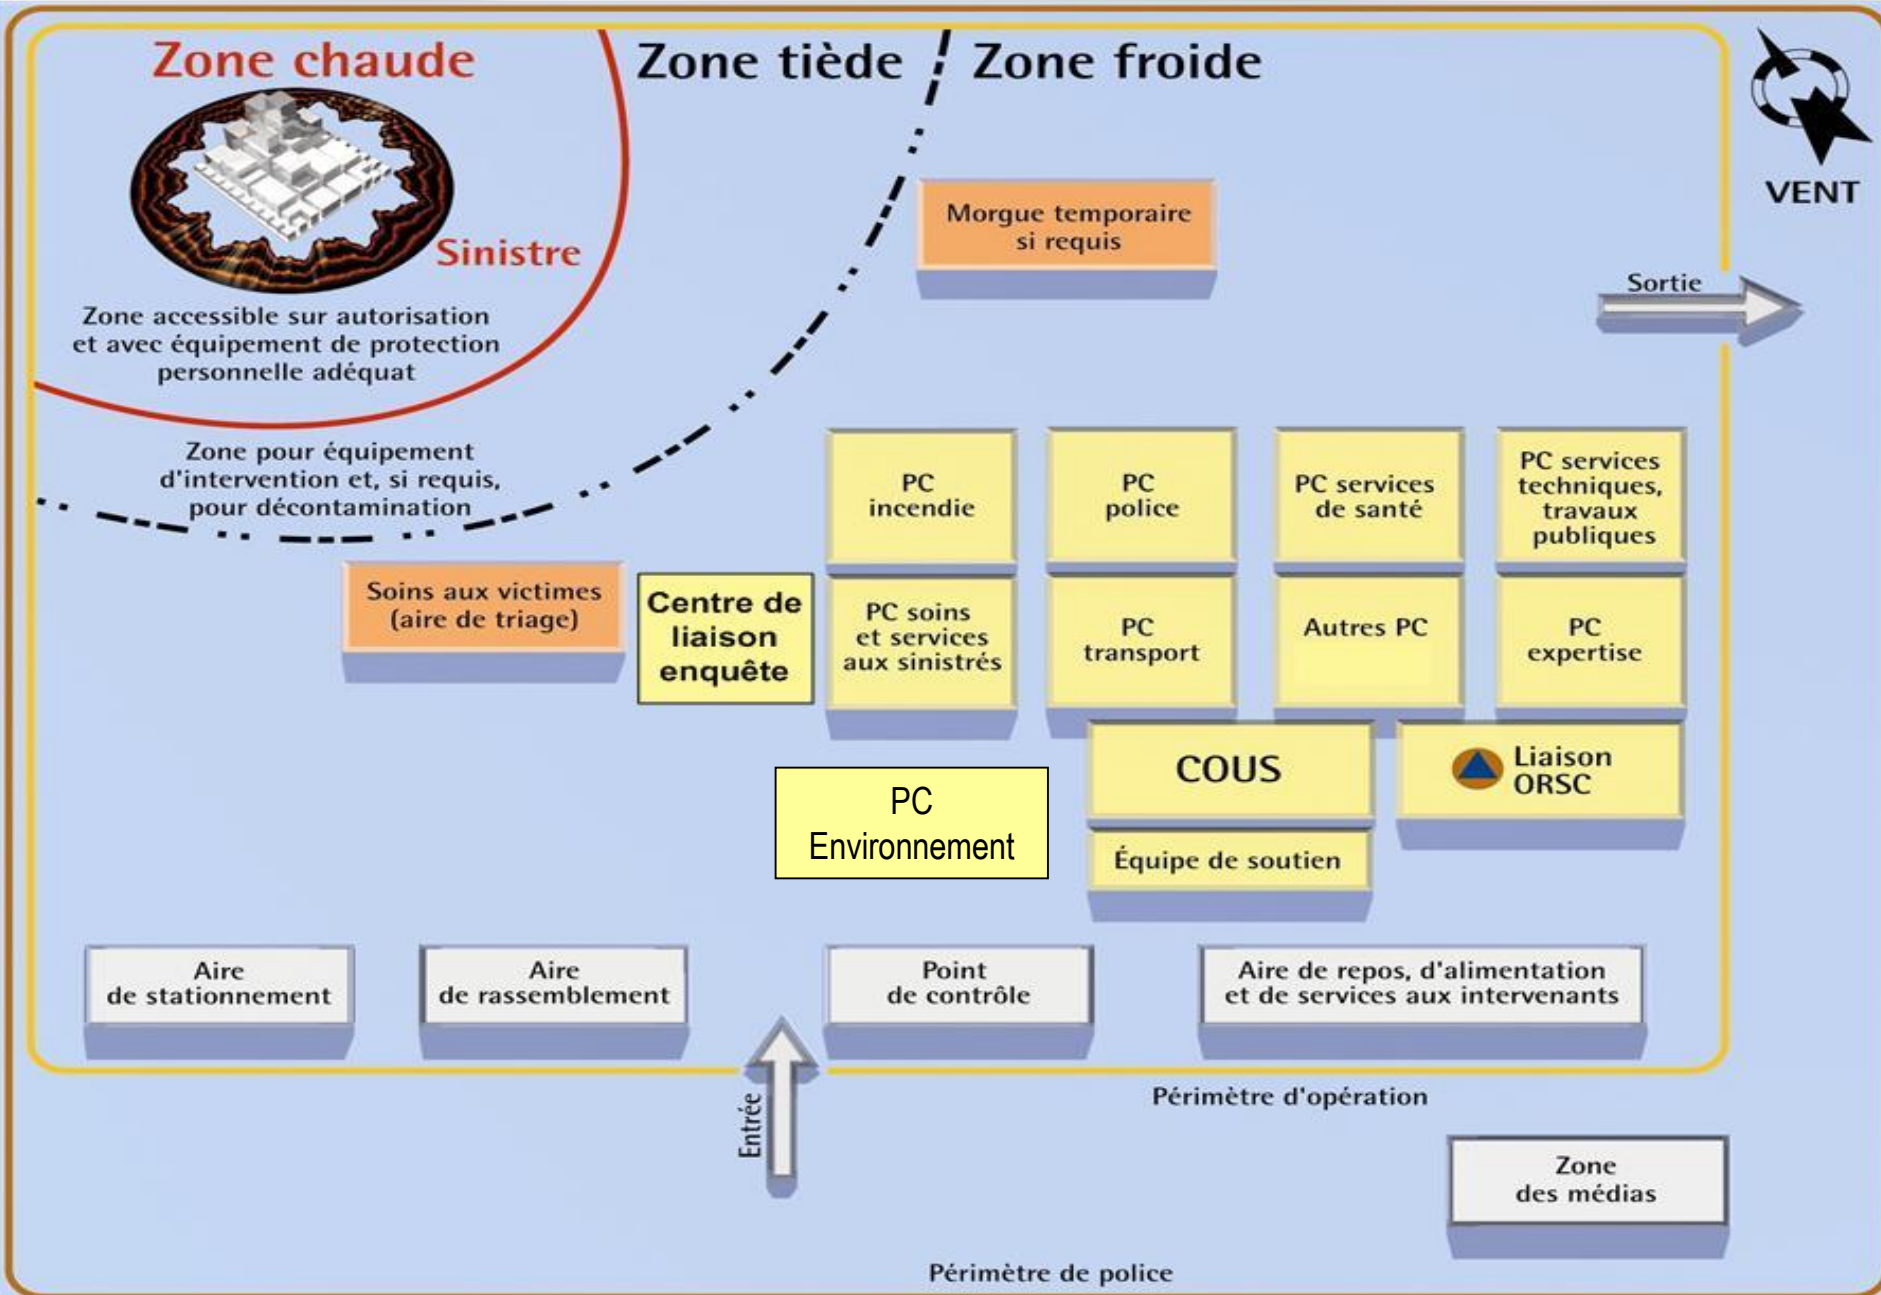 Zone chaude
Zone tiède
Zone froide
VENT
Sinistre
Zone accessible sur autorisation
et avec équipement de protection
personnelle adéquat
Morgue temporaire
si requis
Sortie
Zone pour équipement
d'intervention et, si requis,
pour décontamination
PC
incendie
PC
police
PC services
de santé
PC services
techniques,
travaux
publiques
Soins aux victimes
(aire de triage)
Centre de
liaison
enquête
PC soins
et services
aux sinistrés
PC
transport
Autres PC
PC
expertise
PC
Environnement
COUS
Liaison
ORSC
Équipe de soutien
Aire
de stationnement
Aire
de rassemblement
Point
de contrôle
Aire de repos, d'alimentation
et de services aux intervenants
Entrée
Périmètre d'opération
Zone
des médias
Périmètre de police